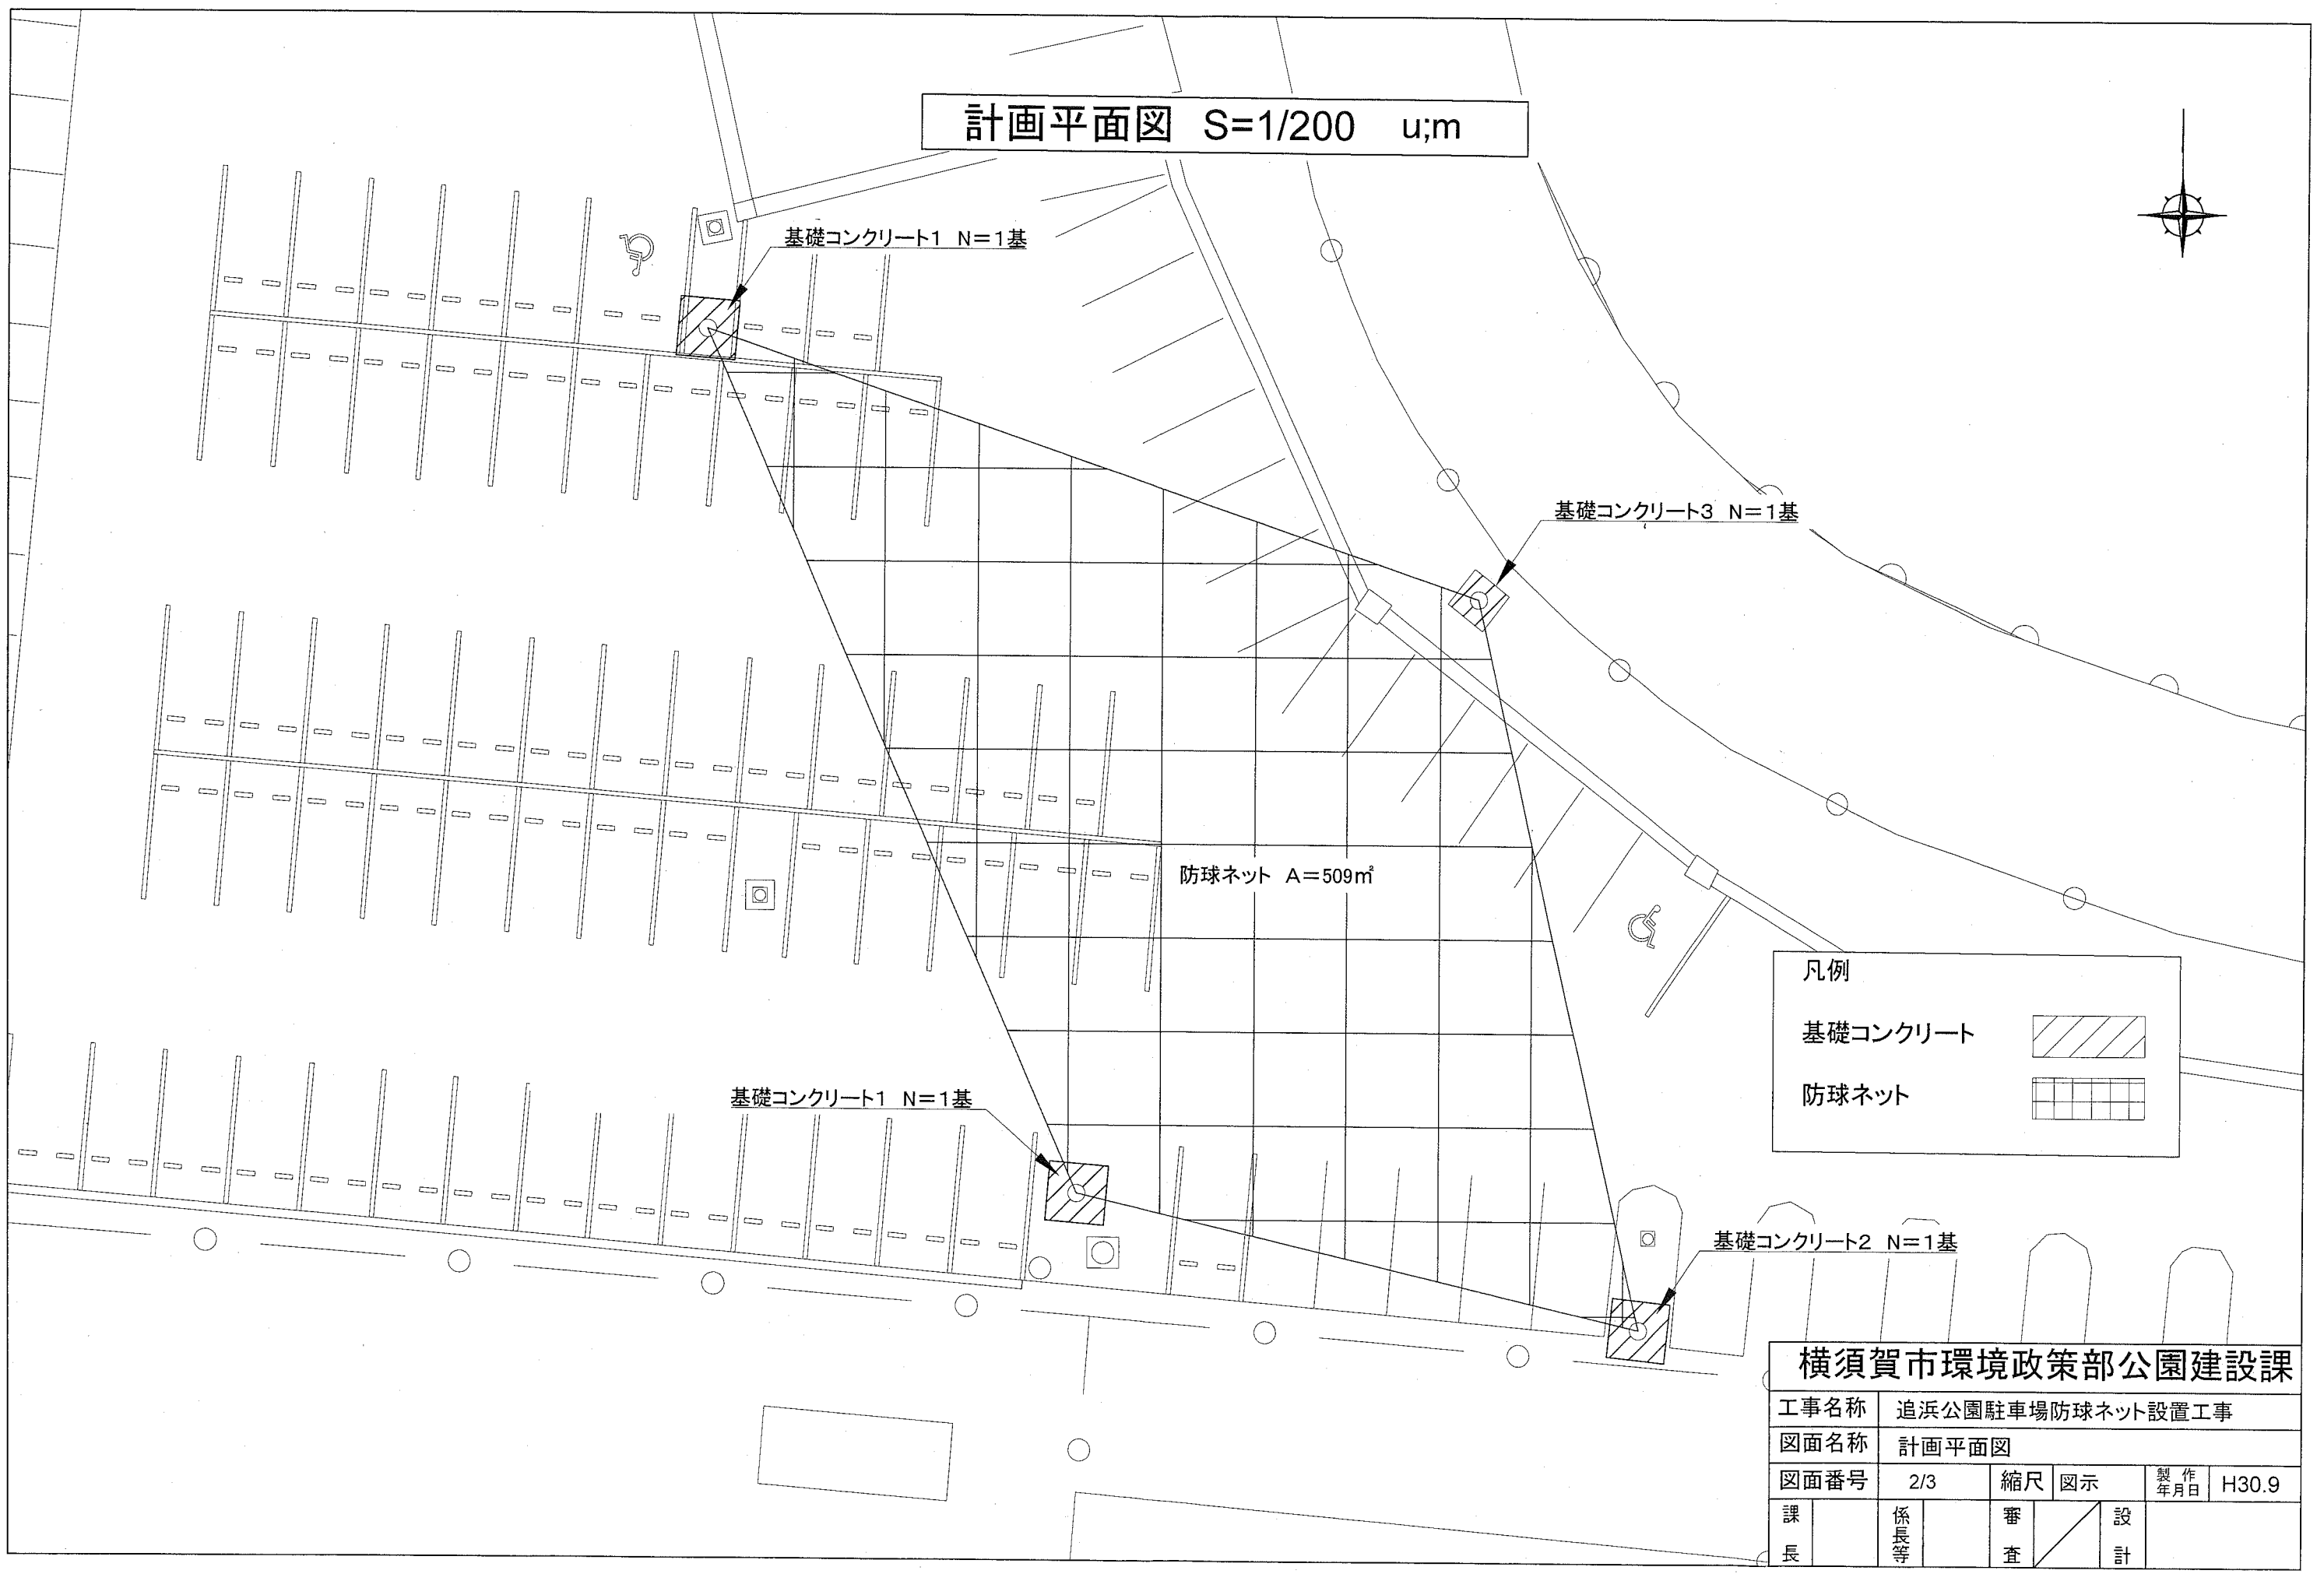 計画平面図 S=1/200 u;m
基礎コンクリート1 N=1基
基礎コンクリート3 N=1基
防球ネット A=509㎡
基礎コンクリート1 N=1基
基礎コンクリート2 N=1基
凡例
基礎コンクリート
防球ネット
横須賀市環境政策部公園建設課
工事名称 追浜公園駐車場防球ネット設置工事
図面名称 計画平面図
図面番号 2/3 縮尺 図示 製作年月日 H30.9
課長 係長等 審査 設計